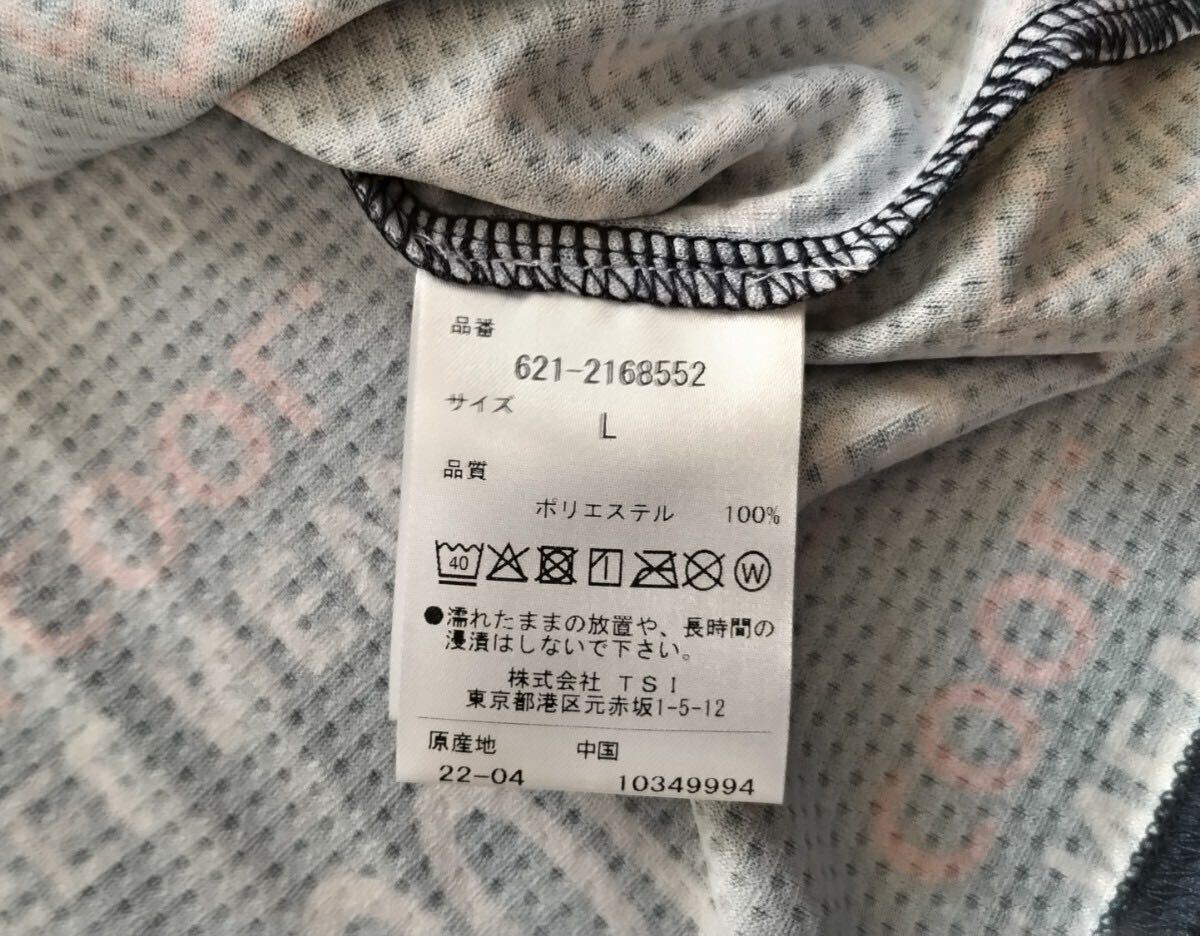 品番
621-2168552
サイズ
L
品質
ポリエステル 100%
40 W
●濡れたままの放置や、長時間の
浸漬はしないで下さい。
株式会社 TSI
東京都港区元赤坂1-5-12
原産地 中国
22-04 10349994
COOL
COOL